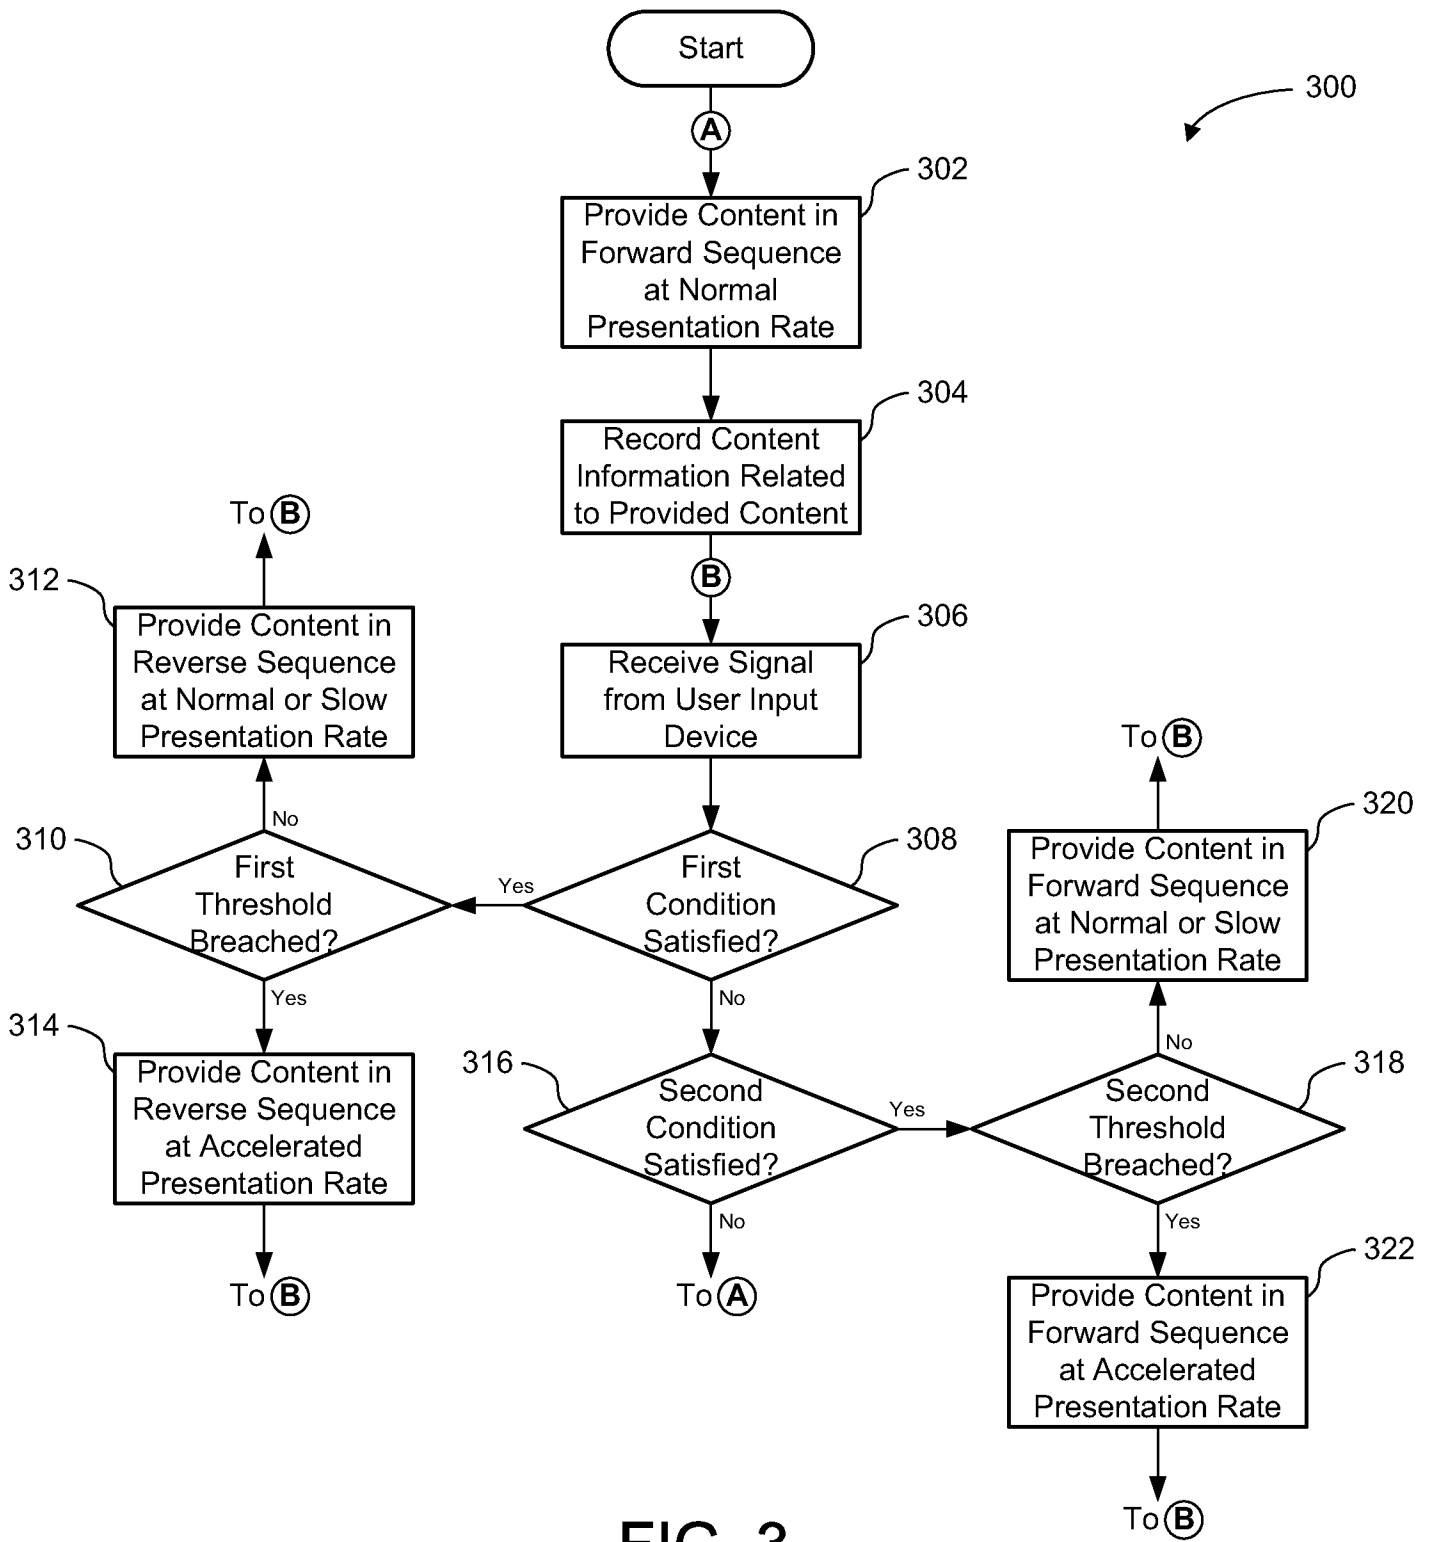 Start
300
A
302
Provide Content in
Forward Sequence
at Normal
Presentation Rate
304
Record Content
Information Related
to Provided Content
B
306
Receive Signal
from User Input
Device
308
First
Condition
Satisfied?
Yes
No
310
First
Threshold
Breached?
No
Yes
312
Provide Content in
Reverse Sequence
at Normal or Slow
Presentation Rate
To B
314
Provide Content in
Reverse Sequence
at Accelerated
Presentation Rate
To B
316
Second
Condition
Satisfied?
Yes
No
To A
318
Second
Threshold
Breached?
No
Yes
320
Provide Content in
Forward Sequence
at Normal or Slow
Presentation Rate
To B
322
Provide Content in
Forward Sequence
at Accelerated
Presentation Rate
To B
FIG. 3